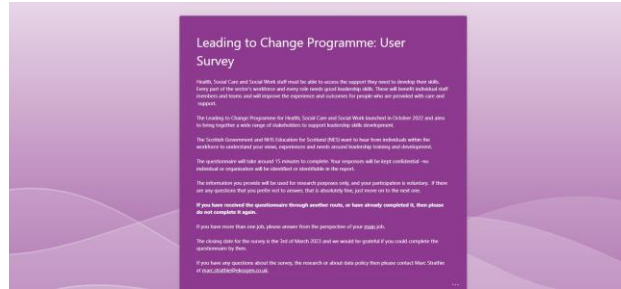 Leading to Change Programme: User
Survey
Health, Social Care and Social Work staff must be able to access the support they need to develop their skills.
Every part of the sector's workforce and every role needs good leadership skills. These will benefit individual staff
members and teams and will improve the experience and outcomes for people who are provided with care and
support.
The Leading to Change Programme for Health, Social Care and Social Work launched in October 2022 and aims
to bring together a wide range of stakeholders to support leadership skills development.
The Scottish Government and NHS Education for Scotland (NES) want to hear from individuals within the
workforce to understand your views, experiences and needs around leadership training and development.
The questionnaire will take around 15 minutes to complete. Your responses will be kept confidential -no
individual or organisation will be identified or identifiable in the report.
The information you provide will be used for research purposes only, and your participation is voluntary. If there
are any questions that you prefer not to answer, that is absolutely fine, just move on to the next one.
If you have received the questionnaire through another route, or have already completed it, then please
do not complete it again.
If you have more than one job, please answer from the perspective of your main job.
The closing date for the survey is the 3rd of March 2023 and we would be grateful if you could complete the
questionnaire by then.
If you have any questions about the survey, the research or about data policy then please contact Marc Strathie
at marc.strathie@ekosgen.co.uk.
...